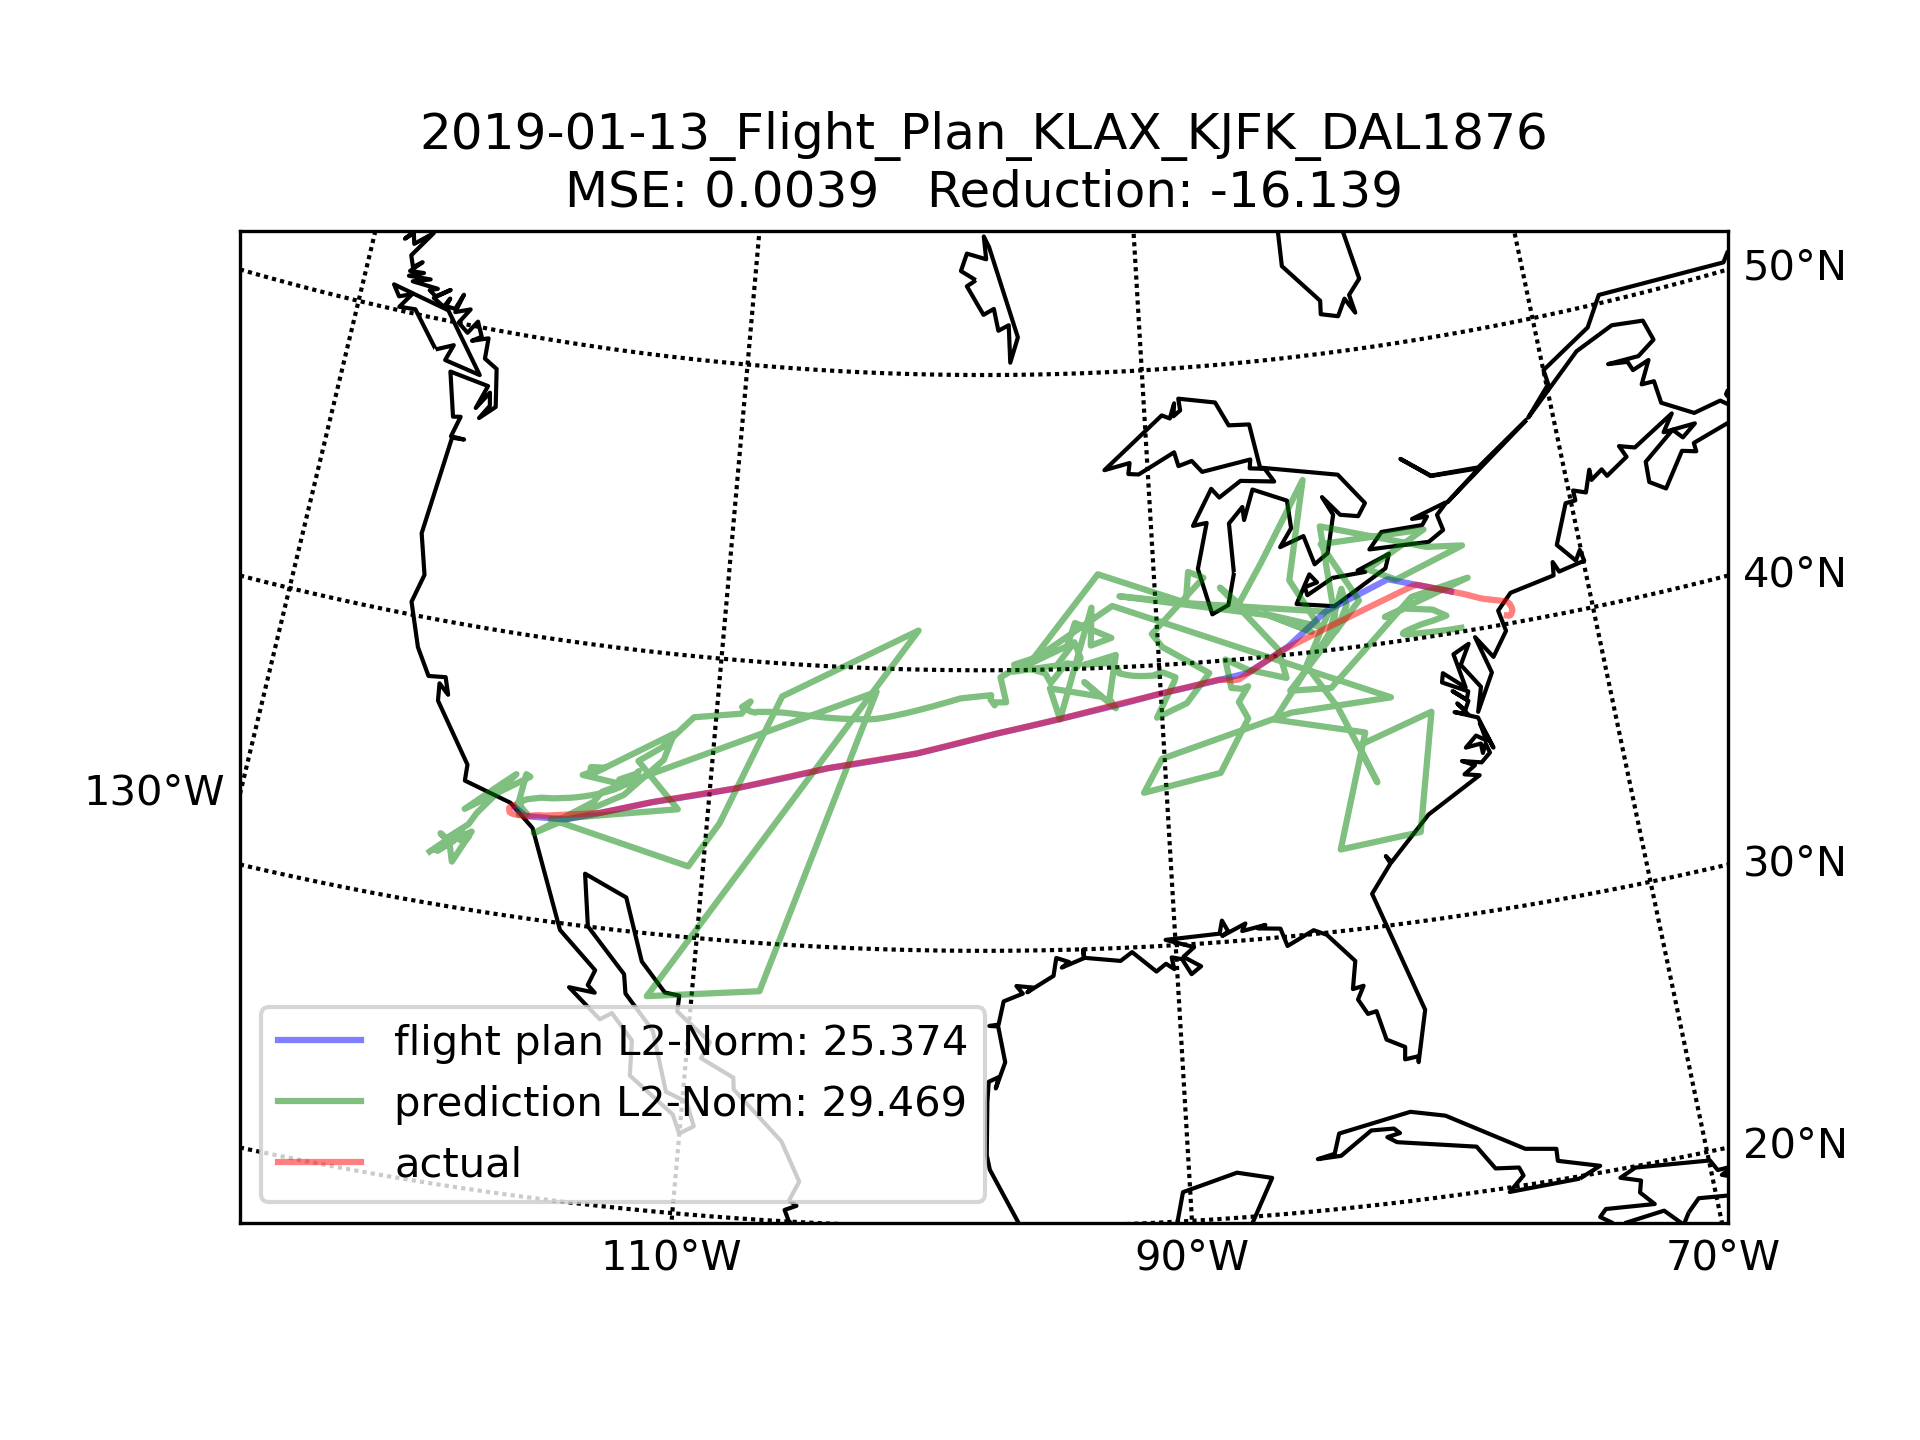 2019-01-13_Flight_Plan_KLAX_KJFK_DAL1876
MSE: 0.0039   Reduction: -16.139
50°N
40°N
130°W
30°N
flight plan L2-Norm: 25.374
prediction L2-Norm: 29.469
actual
20°N
110°W
90°W
70°W